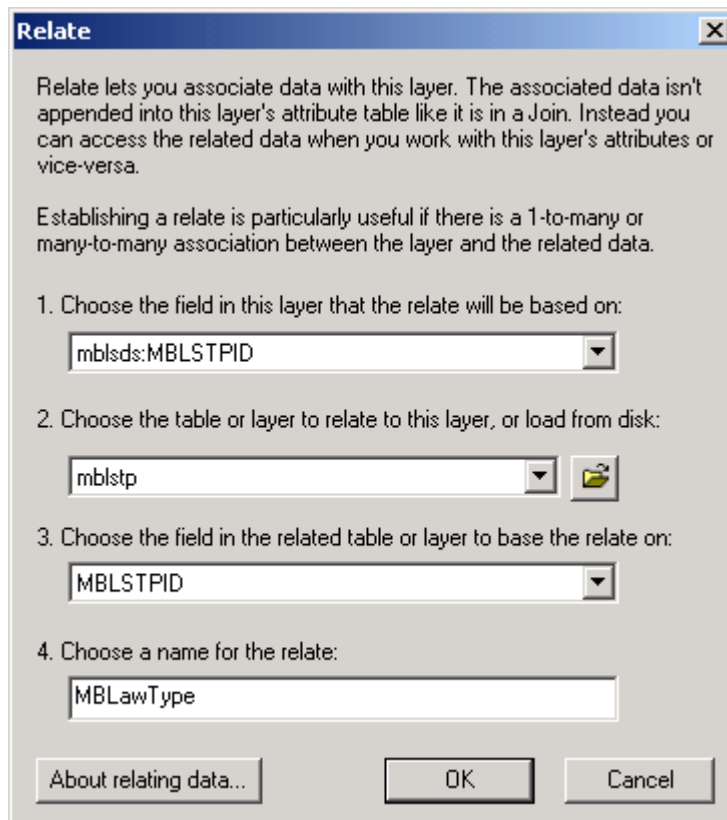 Relate
Relate lets you associate data with this layer. The associated data isn't
appended into this layer's attribute table like it is in a Join. Instead you
can access the related data when you work with this layer's attributes or
vice-versa.
Establishing a relate is particularly useful if there is a 1-to-many or
many-to-many association between the layer and the related data.
1. Choose the field in this layer that the relate will be based on:
mblsds:MBLSTPID
2. Choose the table or layer to relate to this layer, or load from disk:
mblstp
3. Choose the field in the related table or layer to base the relate on:
MBLSTPID
4. Choose a name for the relate:
MBLawType
About relating data... OK Cancel